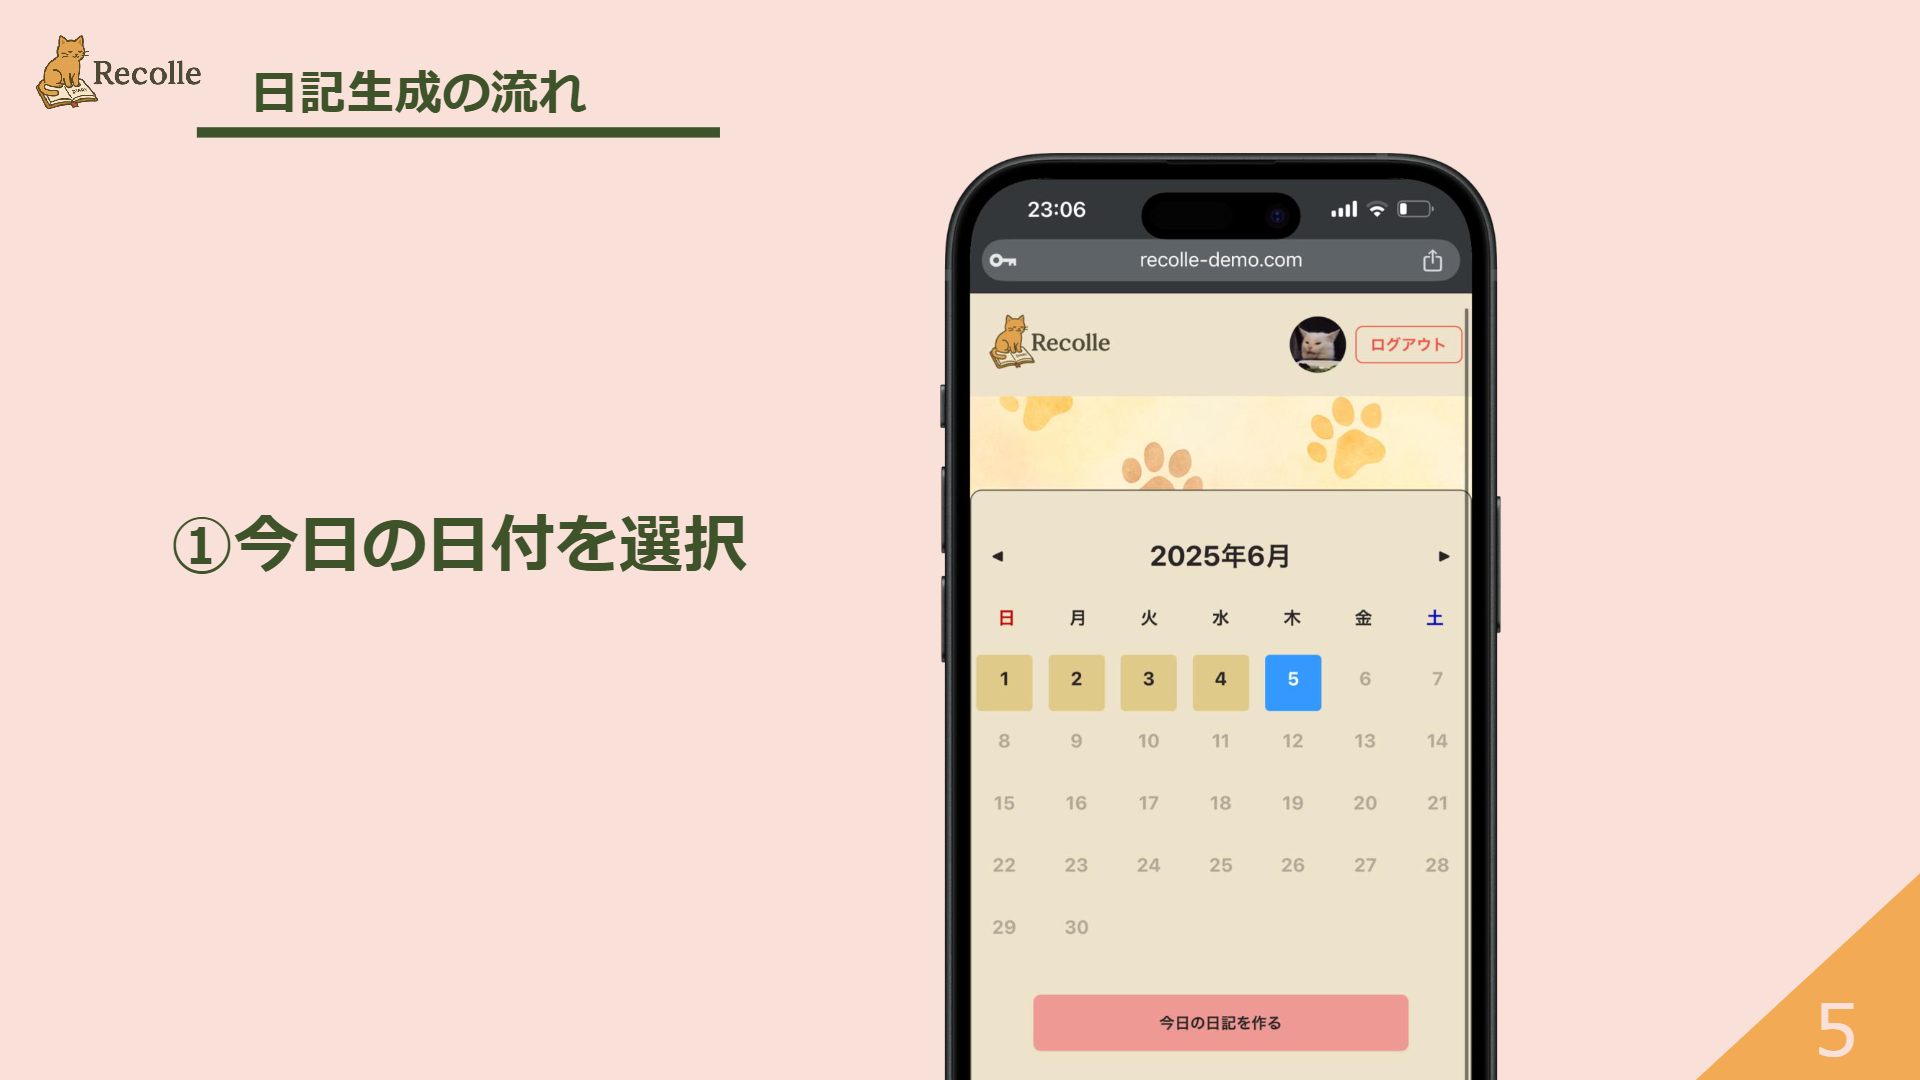 Recolle
日記生成の流れ
①今日の日付を選択
23:06
recolle-demo.com
Recolle
ログアウト
◀ 2025年6月 ▶
日 月 火 水 木 金 土
1 2 3 4 5 6 7
8 9 10 11 12 13 14
15 16 17 18 19 20 21
22 23 24 25 26 27 28
29 30
今日の日記を作る
5